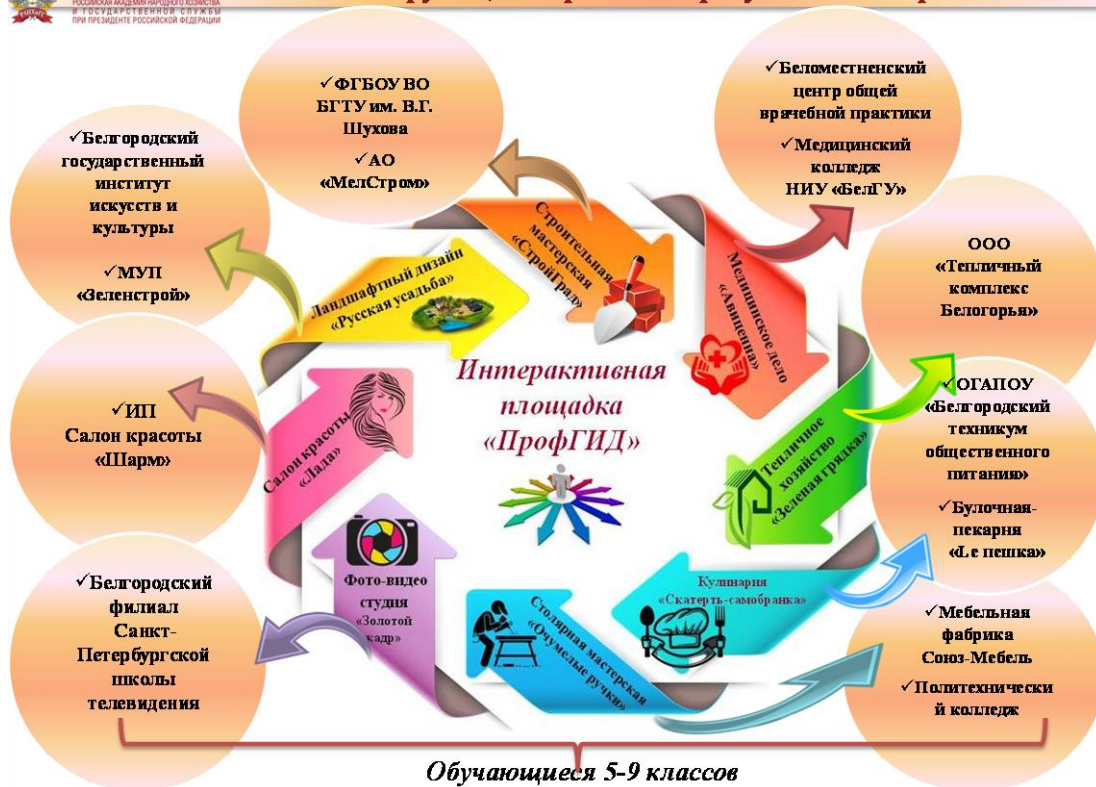 РОССИЙСКАЯ АКАДЕМИЯ НАРОДНОГО ХОЗЯЙСТВА
И ГОСУДАРСТВЕННОЙ СЛУЖБЫ
ПРИ ПРЕЗИДЕНТЕ РОССИЙСКОЙ ФЕДЕРАЦИИ
РАНХиГС
✓ФГБОУ ВО
БГТУ им. В.Г.
Шухова
✓АО
«МелСтром»
✓Беломестненский
центр общей
врачебной практики
✓Медицинский
колледж
НИУ «БелГУ»
✓Белгородский
государственный
институт
искусств и
культуры
✓МУП
«Зеленстрой»
ООО
«Тепличный
комплекс
Белогорья»
✓ИП
Салон красоты
«Шарм»
✓ОГАПОУ
«Белгородский
техникум
общественного
питания»
✓Булочная-
пекарня
«Le пешка»
✓Белгородский
филиал
Санкт-
Петербургской
школы
телевидения
✓Мебельная
фабрика
Союз-Мебель
✓Политехнически
й колледж
Ландшафтный дизайн
«Русская усадьба»
Строительная
мастерская
«СтройГрад»
Медицинское дело
«Авиценна»
Тепличное
хозяйство
«Зеленая грядка»
Кулинария
«Скатерть-самобранка»
Столярная мастерская
«Очумелые ручки»
Фото-видео
студия
«Золотой
кадр»
Салон красоты
«Лада»
Интерактивная
площадка
«ПрофГИД»
Обучающиеся 5-9 классов